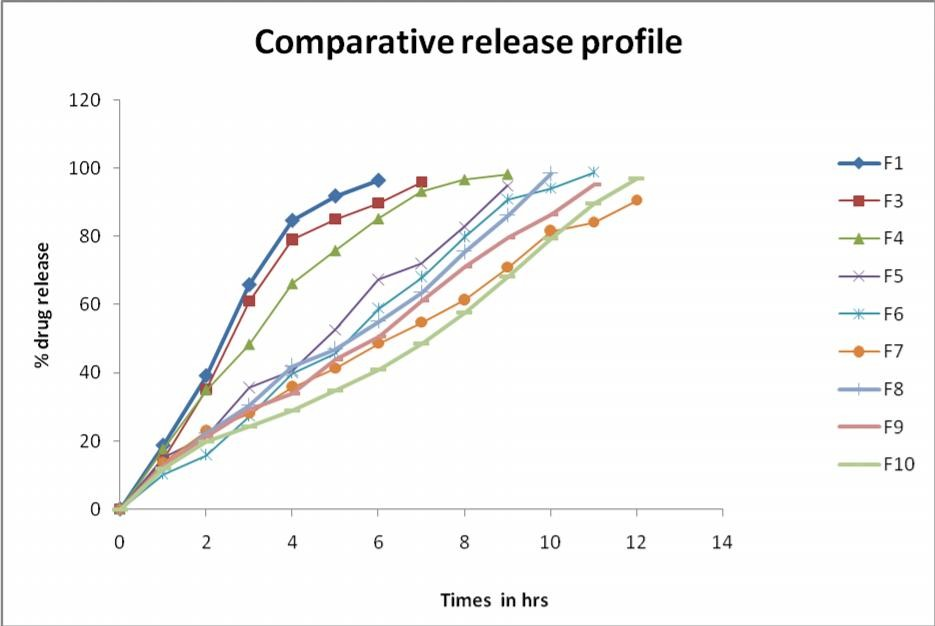 Comparative release profile
120
100
80
60
40
20
0
% drug release
0 2 4 6 8 10 12 14
Times in hrs
F1
F3
F4
F5
F6
F7
F8
F9
F10